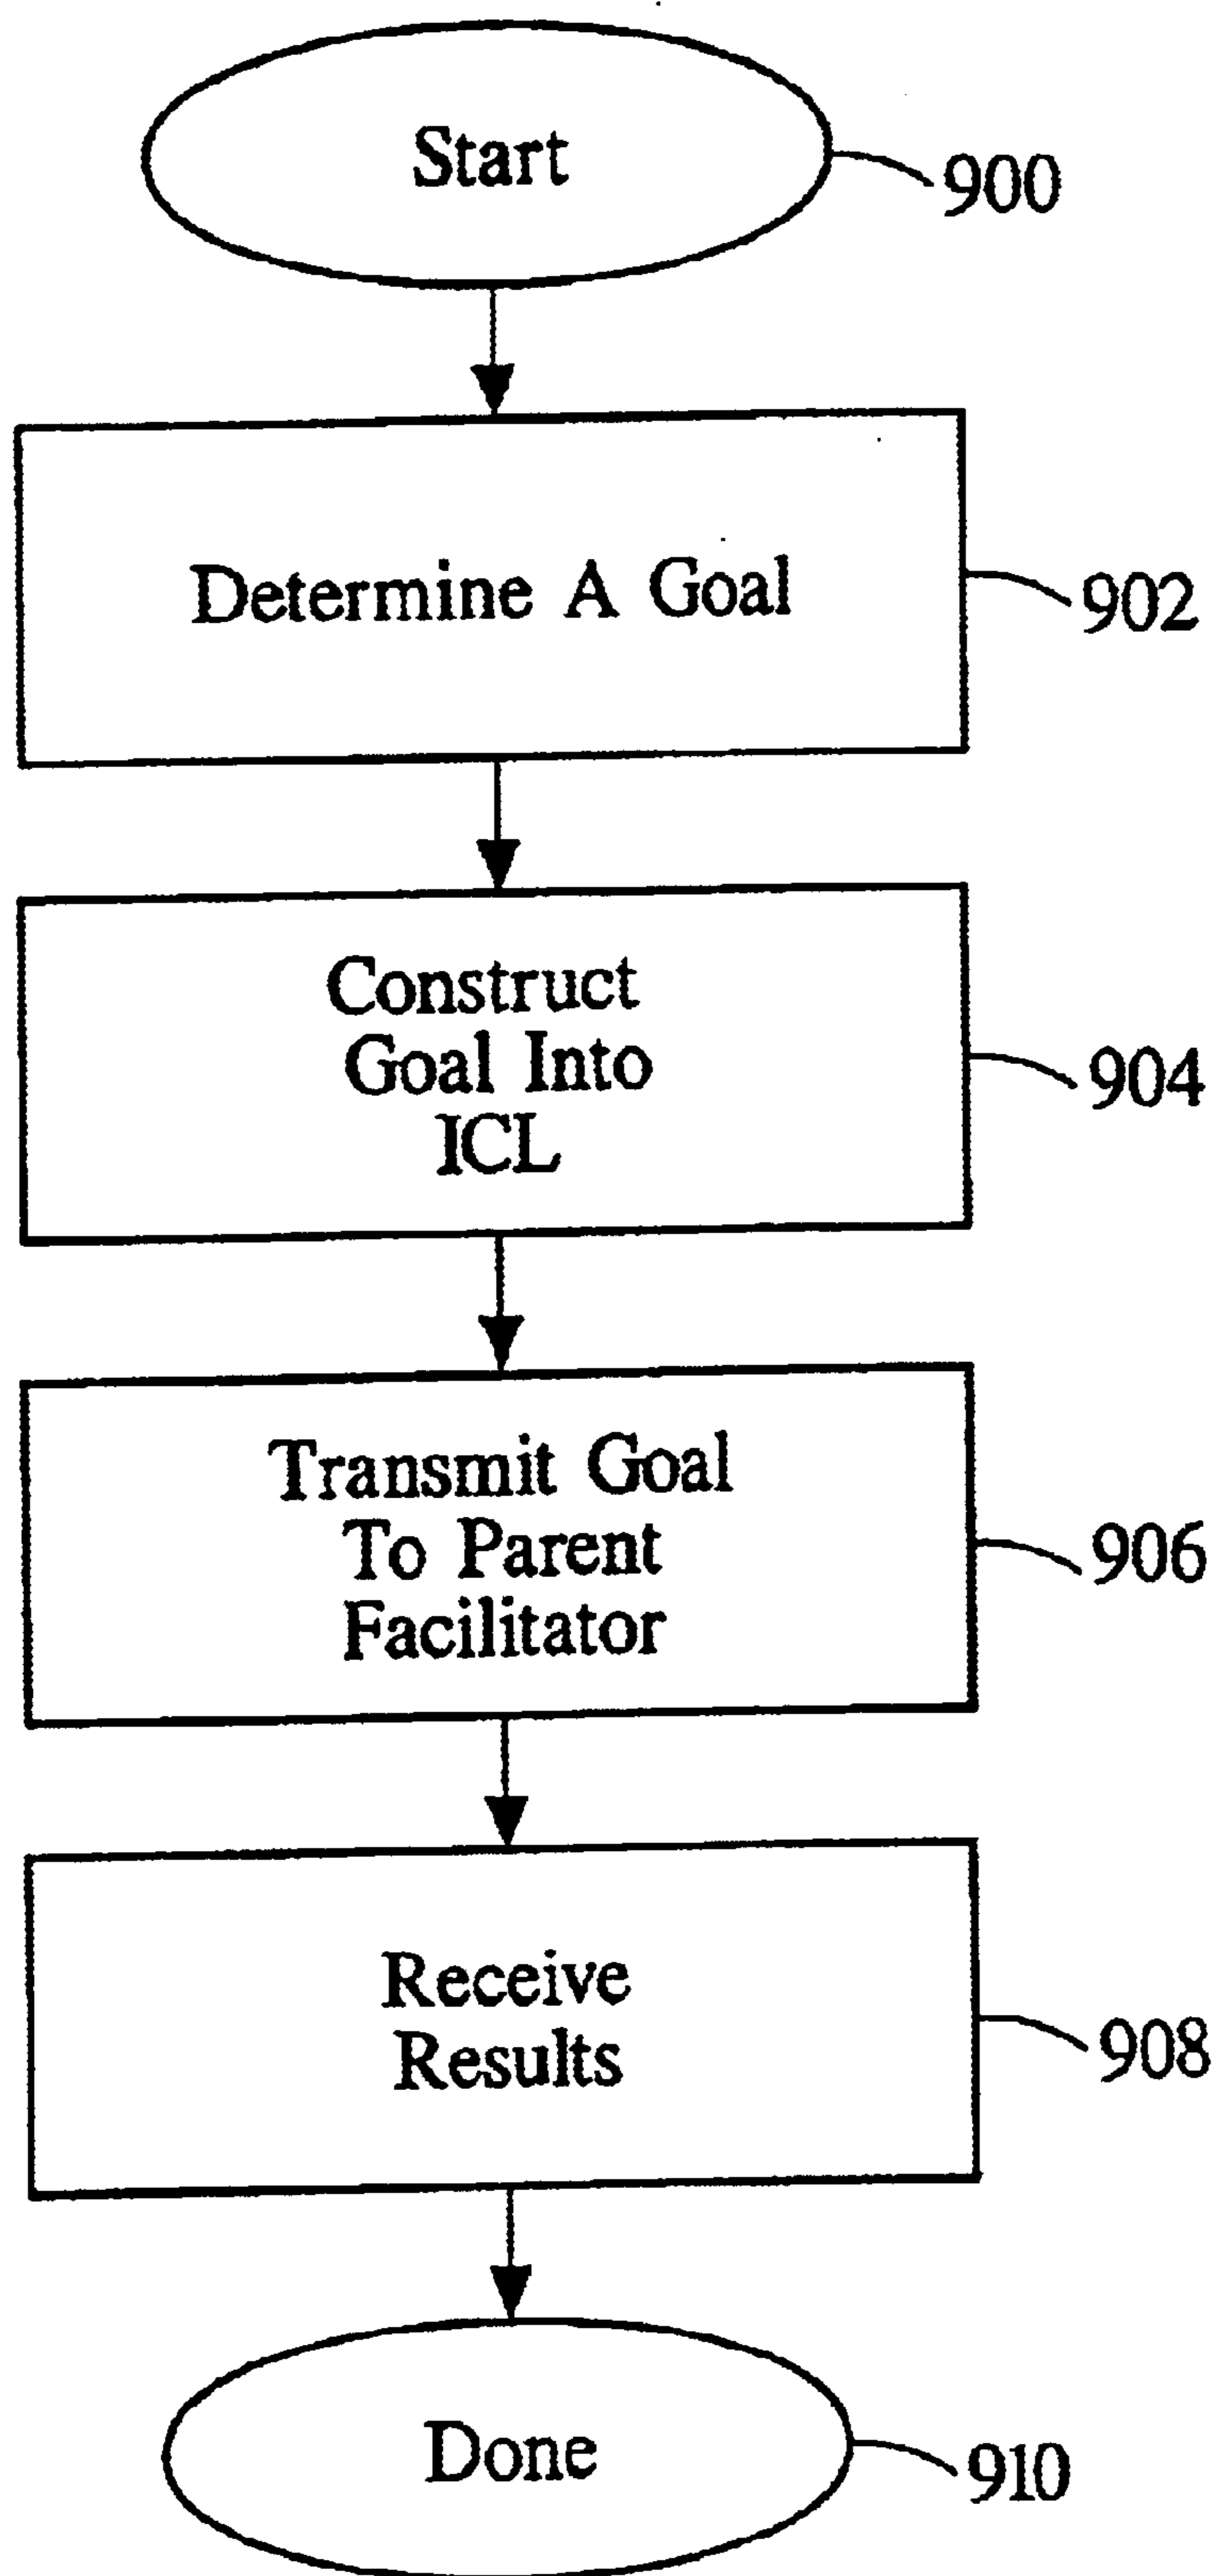 Start
900
Determine A Goal
902
Construct
Goal Into
ICL
904
Transmit Goal
To Parent
Facilitator
906
Receive
Results
908
Done
910